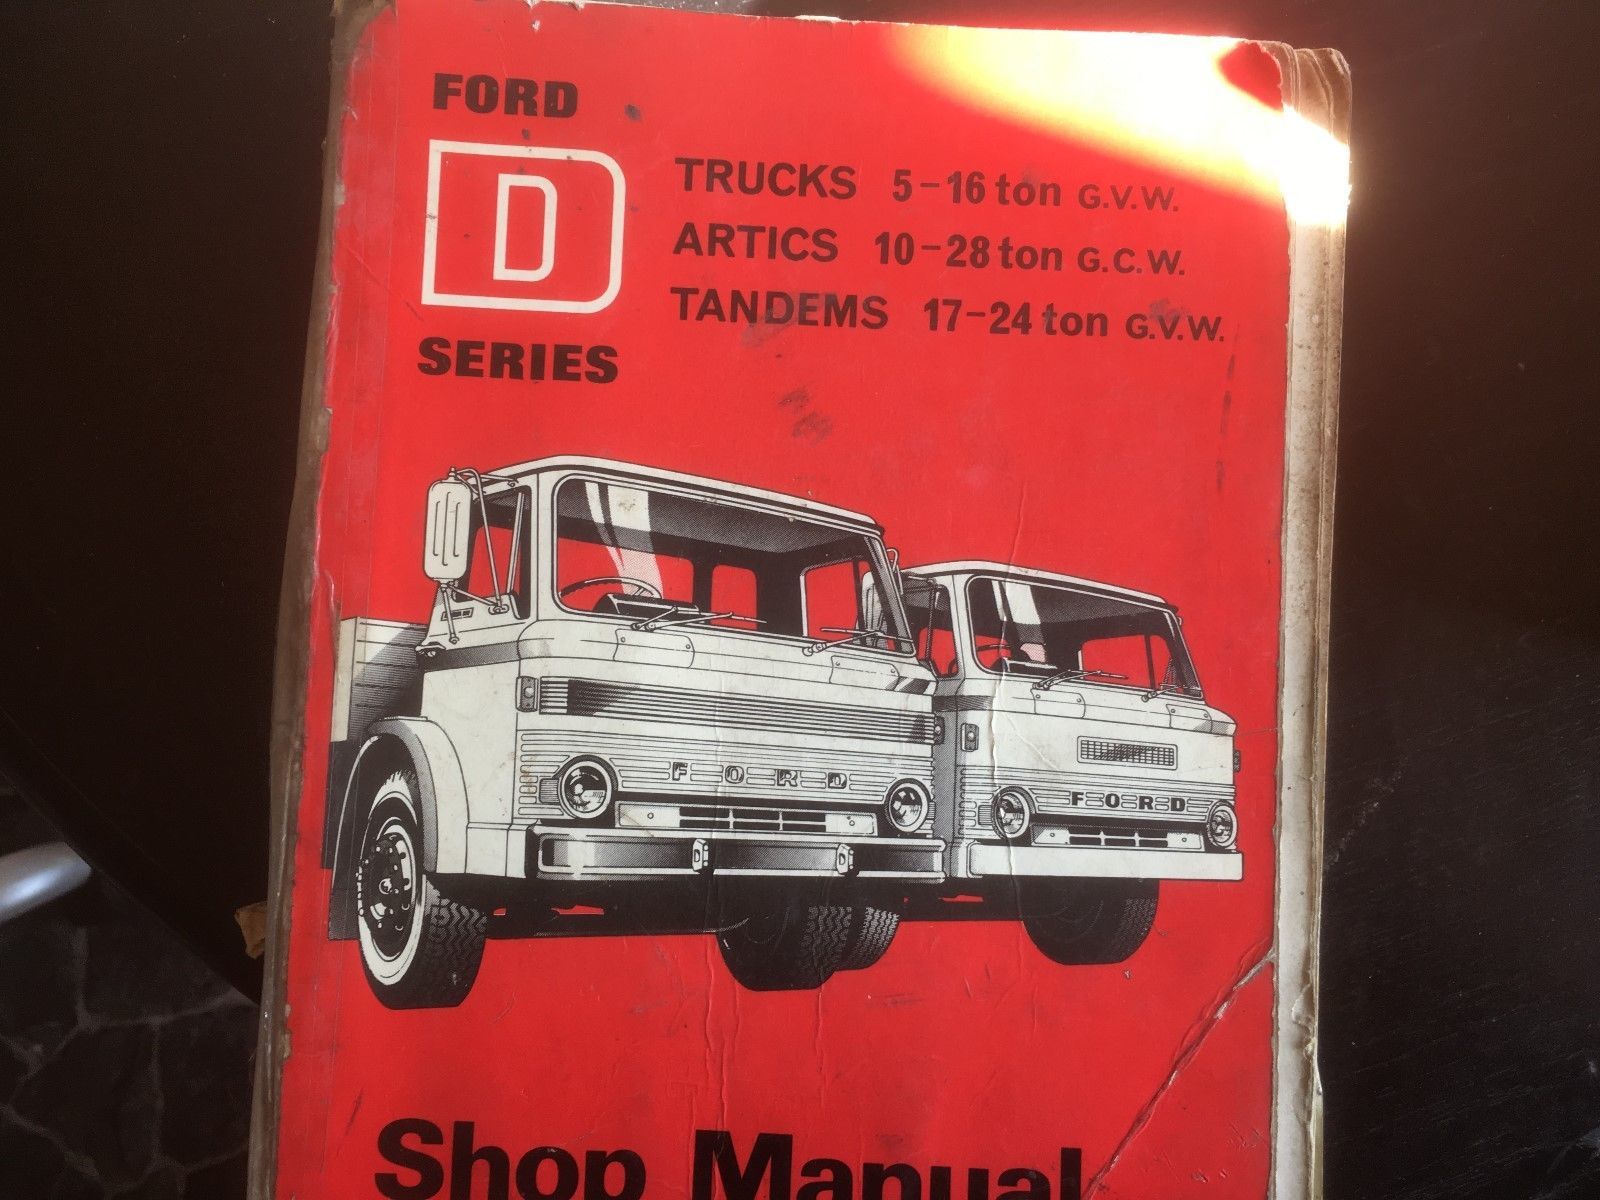 FORD
D
SERIES
TRUCKS 5-16 ton G.V.W.
ARTICS 10-28 ton G.C.W.
TANDEMS 17-24 ton G.V.W.
FORD
FORD
D D
Shop Manual